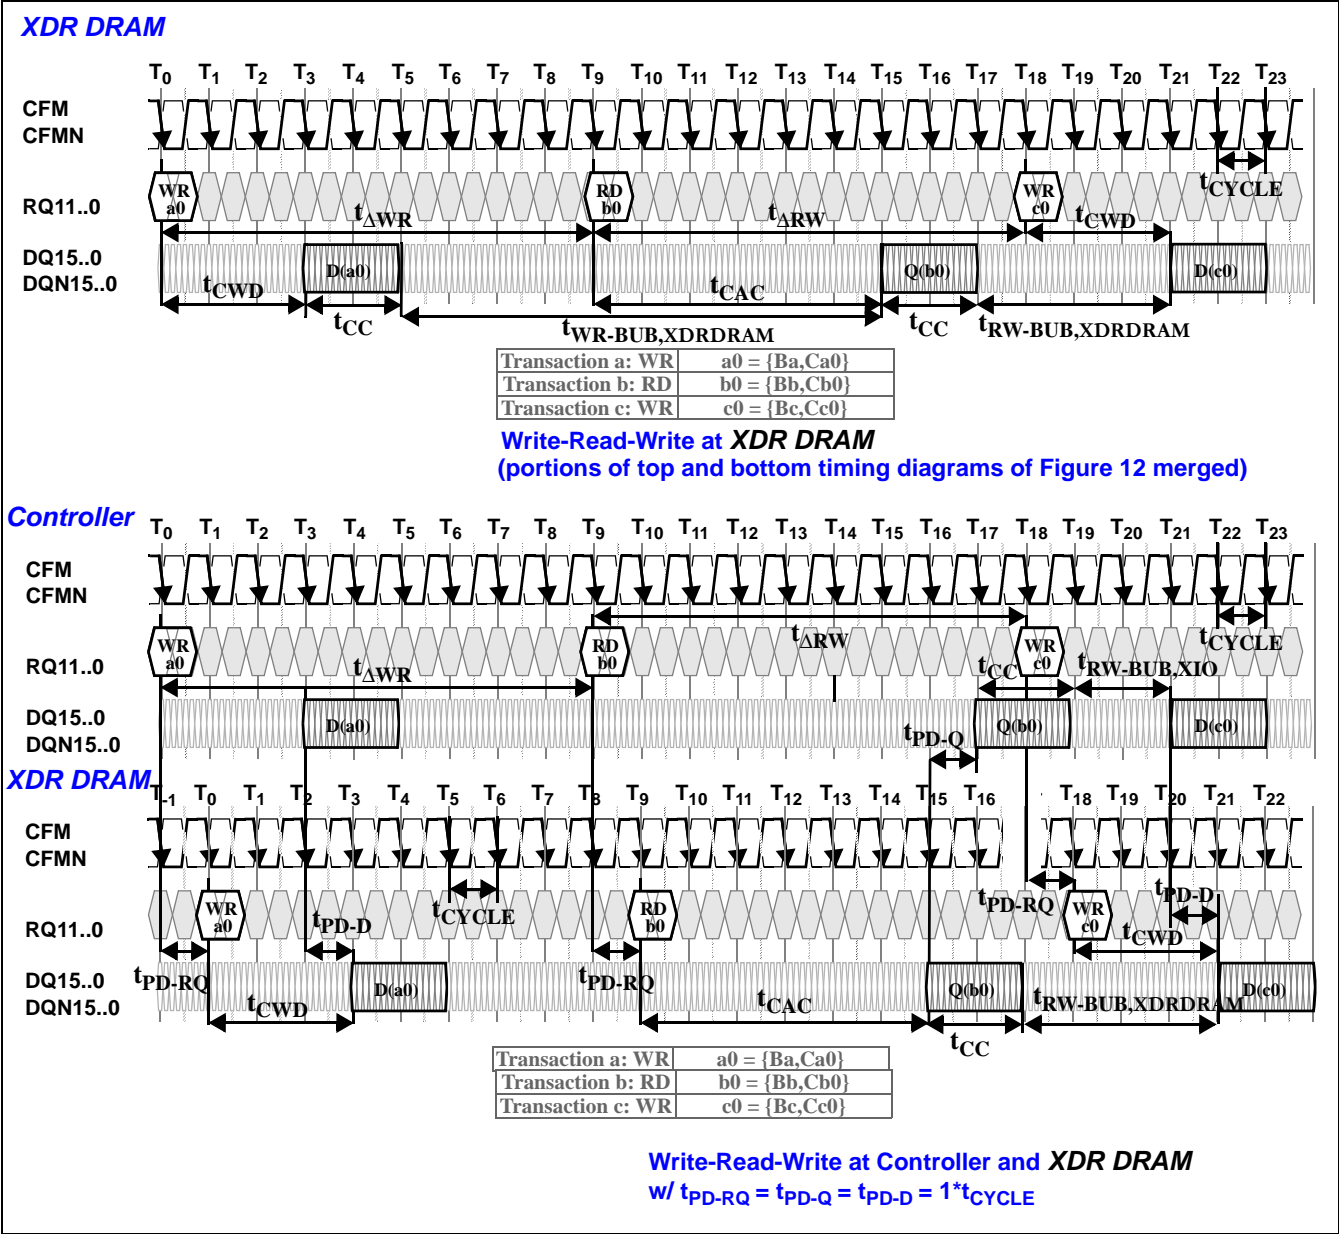 XDR DRAM
T0 T1 T2 T3 T4 T5 T6 T7 T8 T9 T10 T11 T12 T13 T14 T15 T16 T17 T18 T19 T20 T21 T22 T23
CFM
CFMN
tCYCLE
WR a0
RD b0
WR c0
RQ11..0
tΔWR
tΔRW
tCWD
DQ15..0
DQN15..0
D(a0)
Q(b0)
D(c0)
tCWD
tCAC
tCC
tCC
tWR-BUB,XDRDRAM
tRW-BUB,XDRDRAM
Transaction a: WR a0 = {Ba,Ca0}
Transaction b: RD b0 = {Bb,Cb0}
Transaction c: WR c0 = {Bc,Cc0}
Write-Read-Write at XDR DRAM
(portions of top and bottom timing diagrams of Figure 12 merged)
Controller
T0 T1 T2 T3 T4 T5 T6 T7 T8 T9 T10 T11 T12 T13 T14 T15 T16 T17 T18 T19 T20 T21 T22 T23
CFM
CFMN
tΔRW
tCYCLE
WR a0
RD b0
WR c0
RQ11..0
tΔWR
tCC
tRW-BUB,XIO
DQ15..0
DQN15..0
D(a0)
Q(b0)
D(c0)
tPD-Q
XDR DRAM
T-1 T0 T1 T2 T3 T4 T5 T6 T7 T8 T9 T10 T11 T12 T13 T14 T15 T16 T18 T19 T20 T21 T22
CFM
CFMN
WR a0
tPD-D
tCYCLE
RD b0
tPD-RQ
WR c0
tPD-D
RQ11..0
tCWD
tPD-RQ
tPD-RQ
DQ15..0
DQN15..0
D(a0)
Q(b0)
D(c0)
tCWD
tCAC
tRW-BUB,XDRDRAM
tCC
Transaction a: WR a0 = {Ba,Ca0}
Transaction b: RD b0 = {Bb,Cb0}
Transaction c: WR c0 = {Bc,Cc0}
Write-Read-Write at Controller and XDR DRAM
w/ tPD-RQ = tPD-Q = tPD-D = 1*tCYCLE